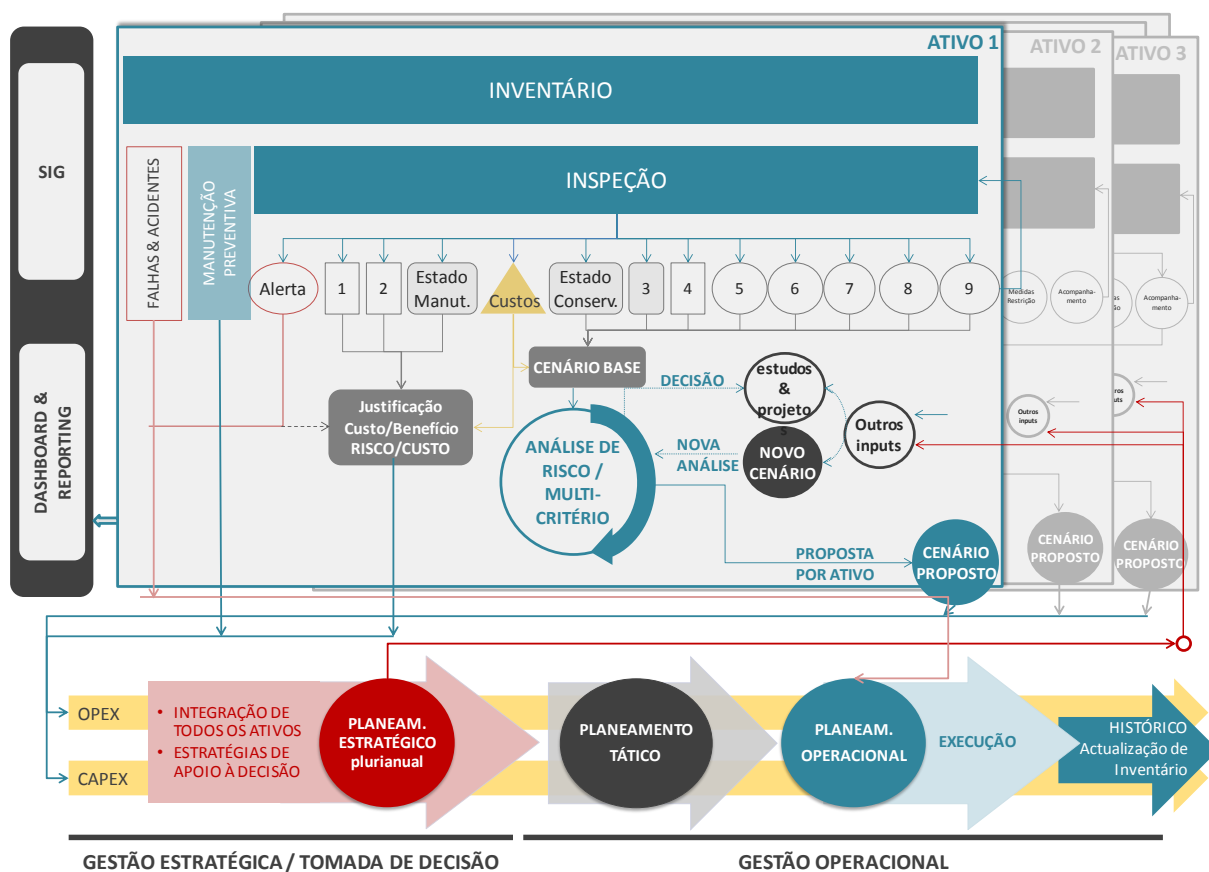 ATIVO 1
ATIVO 2
ATIVO 3
INVENTÁRIO
SIG
DASHBOARD &
REPORTING
FALHAS & ACIDENTES
MANUTENÇÃO
PREVENTIVA
INSPEÇÃO
Alerta
1
2
Estado
Manut.
Custos
Estado
Conserv.
3
4
5
6
7
8
9
Medidas
Restrição
Acompanha-
mento
Acompanha-
mento
CENÁRIO BASE
Justificação
Custo/Benefício
RISCO/CUSTO
DECISÃO
estudos
&
projeto
s
Outros
inputs
NOVA
ANÁLISE
NOVO
CENÁRIO
ANÁLISE DE
RISCO /
MULTI-
CRITÉRIO
Outros
inputs
inputs
PROPOSTA
POR ATIVO
CENÁRIO
PROPOSTO
CENÁRIO
PROPOSTO
CENÁRIO
PROPOSTO
OPEX
CAPEX
• INTEGRAÇÃO DE
TODOS OS ATIVOS
• ESTRATÉGIAS DE
APOIO À DECISÃO
PLANEAM.
ESTRATÉGICO
plurianual
PLANEAMENTO
TÁTICO
PLANEAM.
OPERACIONAL
EXECUÇÃO
HISTÓRICO
Actualização de
Inventário
GESTÃO ESTRATÉGICA / TOMADA DE DECISÃO
GESTÃO OPERACIONAL